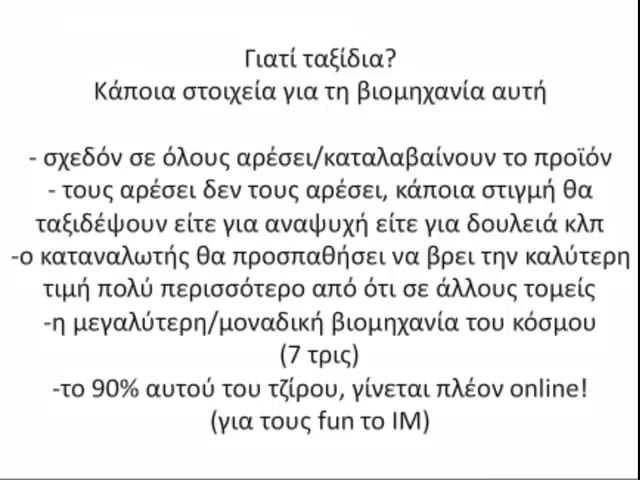 Γιατί ταξίδια?
Κάποια στοιχεία για τη βιομηχανία αυτή
- σχεδόν σε όλους αρέσει/καταλαβαίνουν το προϊόν
- τους αρέσει δεν τους αρέσει, κάποια στιγμή θα
ταξιδέψουν είτε για αναψυχή είτε για δουλειά κλπ
-ο καταναλωτής θα προσπαθήσει να βρει την καλύτερη
τιμή πολύ περισσότερο από ότι σε άλλους τομείς
-η μεγαλύτερη/μοναδική βιομηχανία του κόσμου
(7 τρις)
-το 90% αυτού του τζίρου, γίνεται πλέον online!
(για τους fun το IM)